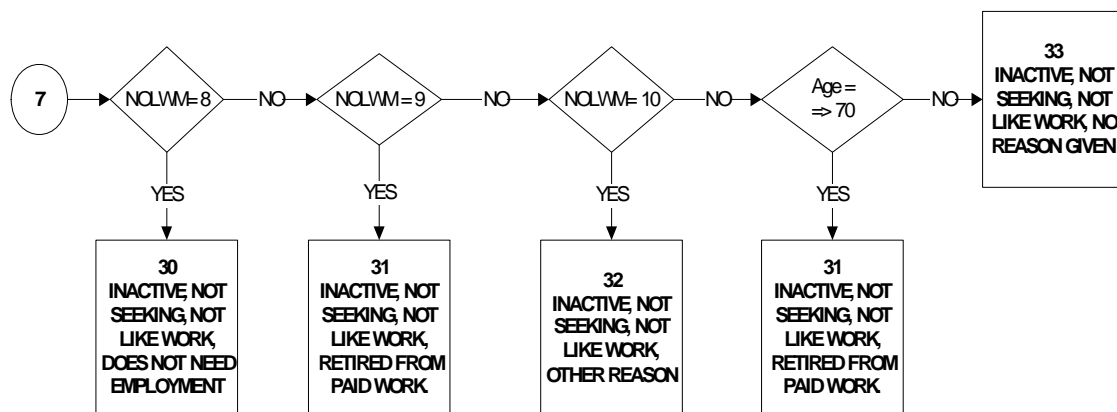 7
NOLWM= 8
NO
NOLWM= 9
NO
NOLWM= 10
NO
Age =
=> 70
NO
33
INACTIVE, NOT
SEEKING, NOT
LIKE WORK, NO
REASON GIVEN
YES
YES
YES
YES
30
INACTIVE, NOT
SEEKING, NOT
LIKE WORK,
DOES NOT NEED
EMPLOYMENT
31
INACTIVE, NOT
SEEKING, NOT
LIKE WORK,
RETIRED FROM
PAID WORK.
32
INACTIVE, NOT
SEEKING, NOT
LIKE WORK,
OTHER REASON
31
INACTIVE, NOT
SEEKING, NOT
LIKE WORK,
RETIRED FROM
PAID WORK.